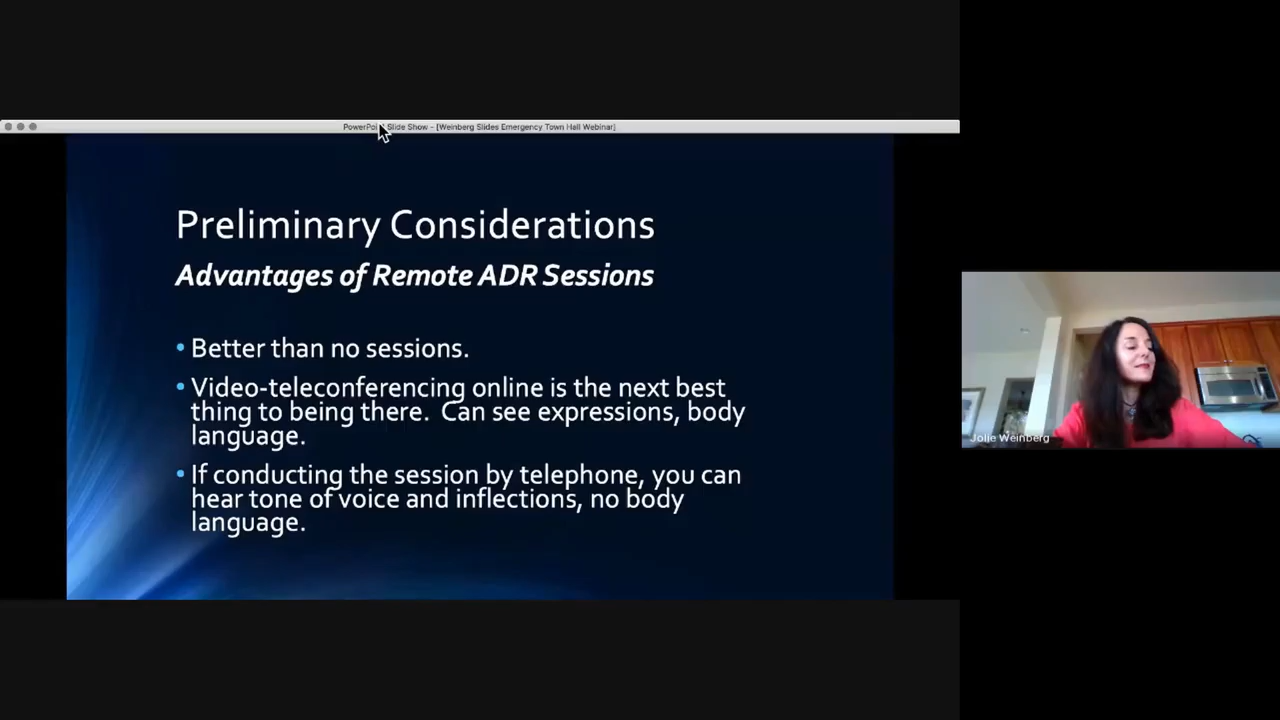 PowerPoint Slide Show - [Weinberg Slides Emergency Town Hall Webinar]
Preliminary Considerations
Advantages of Remote ADR Sessions
• Better than no sessions.
• Video-teleconferencing online is the next best
thing to being there. Can see expressions, body
language.
• If conducting the session by telephone, you can
hear tone of voice and inflections, no body
language.
Jolie Weinberg